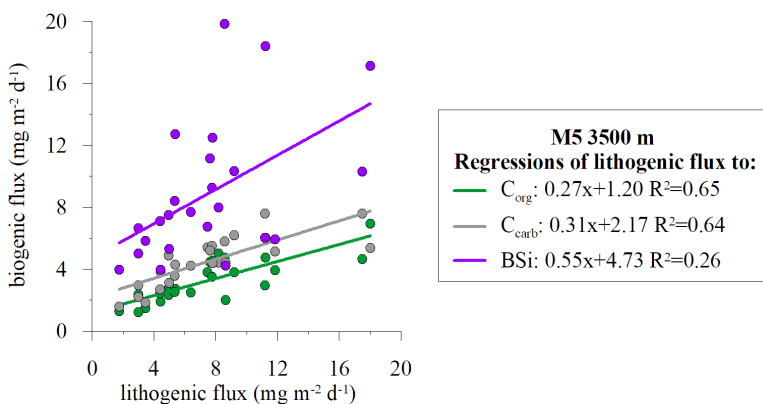 20
16
12
8
4
0
biogenic flux (mg m⁻² d⁻¹)
0 4 8 12 16 20
lithogenic flux (mg m⁻² d⁻¹)
M5 3500 m
Regressions of lithogenic flux to:
Corg: 0.27x+1.20 R²=0.65
Ccarb: 0.31x+2.17 R²=0.64
BSi: 0.55x+4.73 R²=0.26